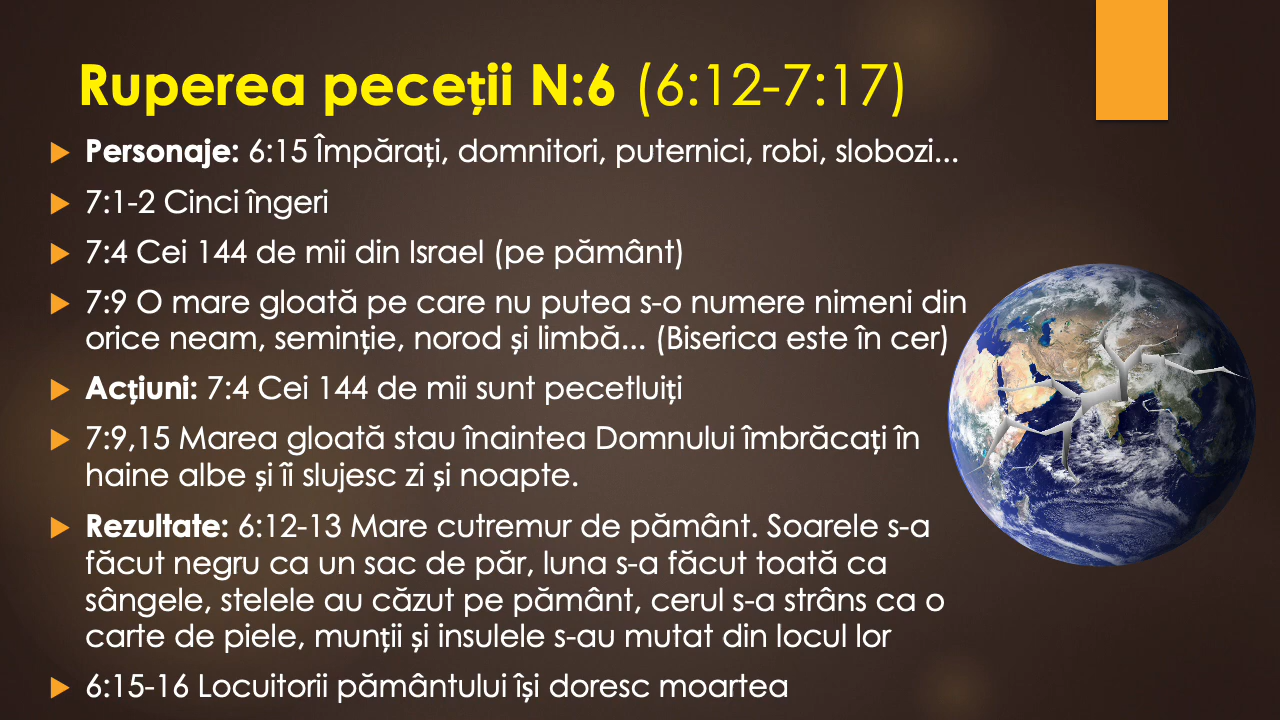 Ruperea peceții N:6 (6:12-7:17)
Personaje: 6:15 Împărați, domnitori, puternici, robi, slobozi...
7:1-2 Cinci îngeri
7:4 Cei 144 de mii din Israel (pe pământ)
7:9 O mare gloată pe care nu putea s-o numere nimeni din
orice neam, seminție, norod și limbă... (Biserica este în cer)
Acțiuni: 7:4 Cei 144 de mii sunt pecetluiți
7:9,15 Marea gloată stau înaintea Domnului îmbrăcați în
haine albe și îi slujesc zi și noapte.
Rezultate: 6:12-13 Mare cutremur de pământ. Soarele s-a
făcut negru ca un sac de păr, luna s-a făcut toată ca
sângele, stelele au căzut pe pământ, cerul s-a strâns ca o
carte de piele, munții și insulele s-au mutat din locul lor
6:15-16 Locuitorii pământului își doresc moartea